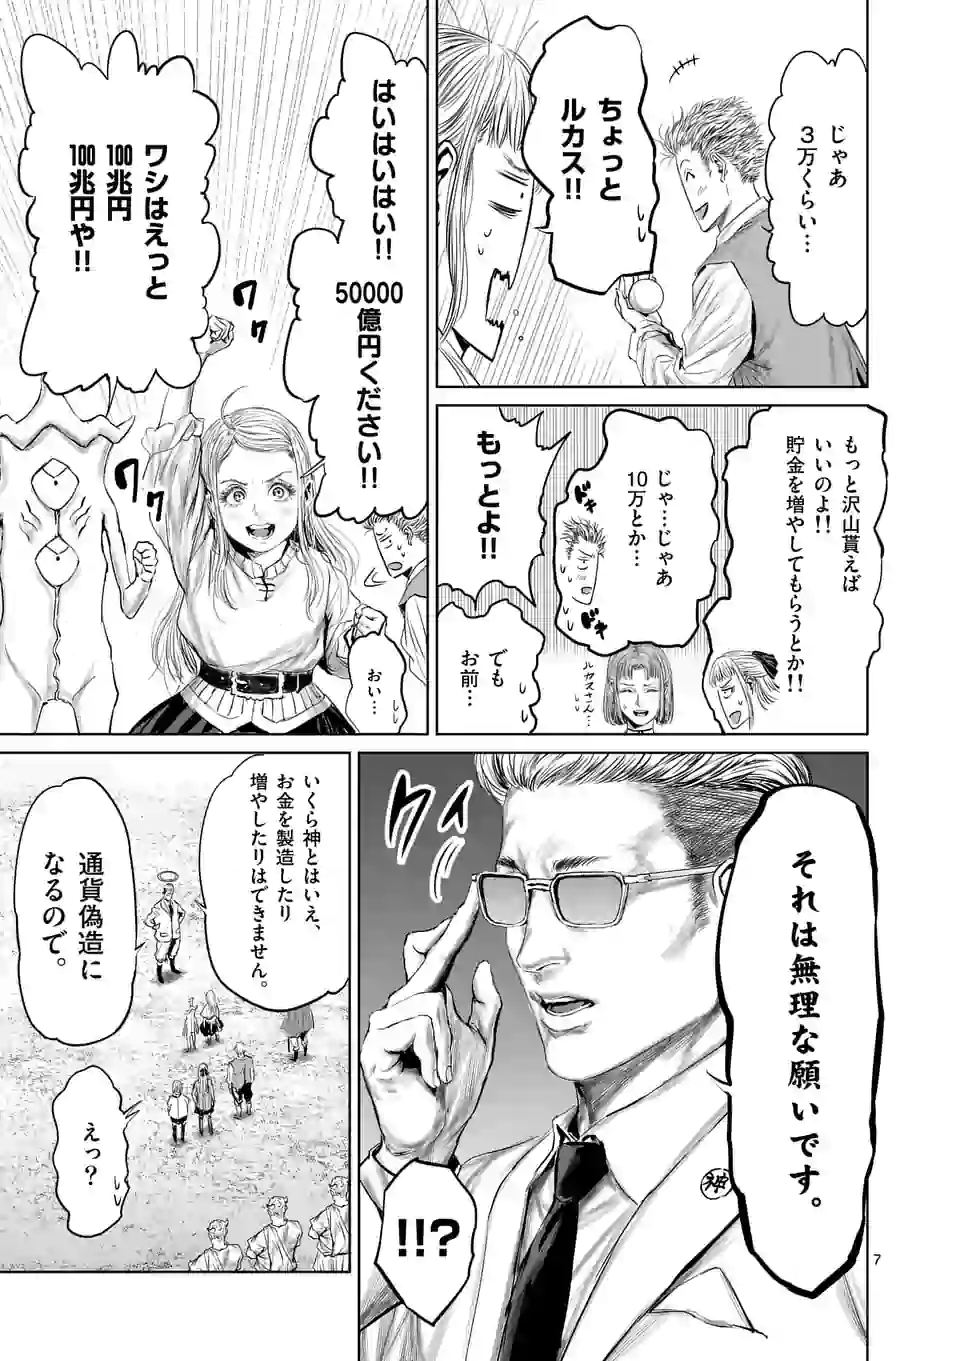 じゃあ
3万くらい…
ちょっと
ルカス!!
もっと沢山貰えば
いいのよ!!
貯金を増やしてもらうとか!!
じゃ…じゃあ
10万とか…
ドキ
ドキ
ルカスさん…
もっとよ!!
でも
お前…
はいはいはい!!
50000
億円ください!!
ワシはえっと
100兆円
100兆円や!!
ワク
ワク
おい…
それは無理な願いです。
クイッ
神
!!?
いくら神とはいえ、
お金を製造したり
増やしたりはできません。
通貨偽造に
なるので。
えっ?
7